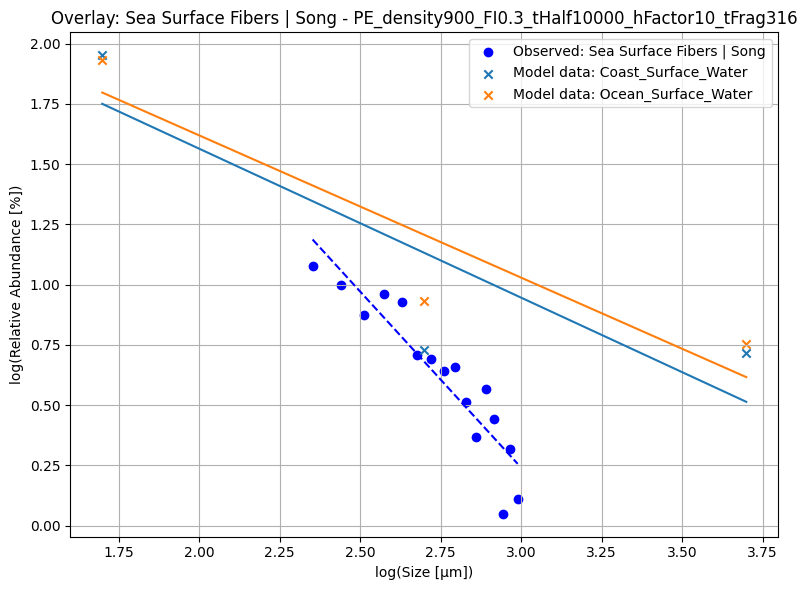 Overlay: Sea Surface Fibers | Song - PE_density900_FI0.3_tHalf10000_hFactor10_tFrag316
Observed: Sea Surface Fibers | Song
Model data: Coast_Surface_Water
Model data: Ocean_Surface_Water
log(Relative Abundance [%])
2.00
1.75
1.50
1.25
1.00
0.75
0.50
0.25
0.00
1.75 2.00 2.25 2.50 2.75 3.00 3.25 3.50 3.75
log(Size [μm])